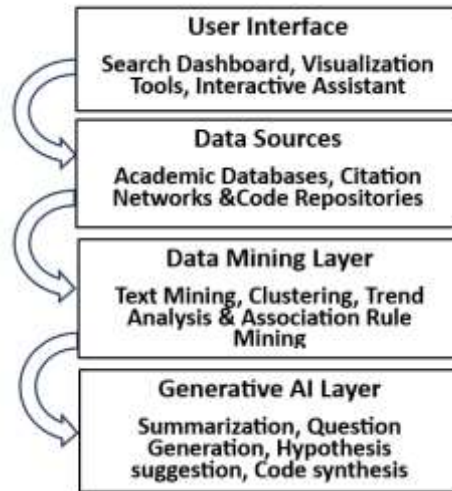 User Interface
Search Dashboard, Visualization
Tools, Interactive Assistant
Data Sources
Academic Databases, Citation
Networks &Code Repositories
Data Mining Layer
Text Mining, Clustering, Trend
Analysis & Association Rule
Mining
Generative AI Layer
Summarization, Question
Generation, Hypothesis
suggestion, Code synthesis